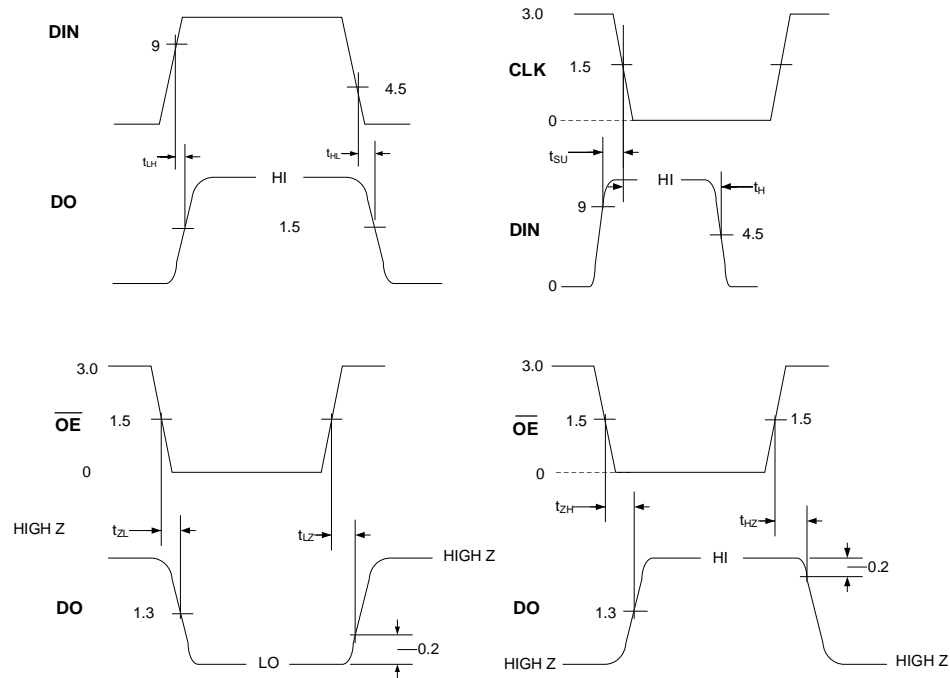 DIN
9
4.5
tLH
tHL
HI
DO
1.5
3.0
CLK
1.5
0
tSU
HI
tH
9
DIN
4.5
0
3.0
OE
1.5
0
HIGH Z
tZL
tLZ
HIGH Z
DO
1.3
0.2
LO
3.0
OE
1.5
1.5
0
tZH
tHZ
HI
0.2
DO
1.3
HIGH Z
HIGH Z